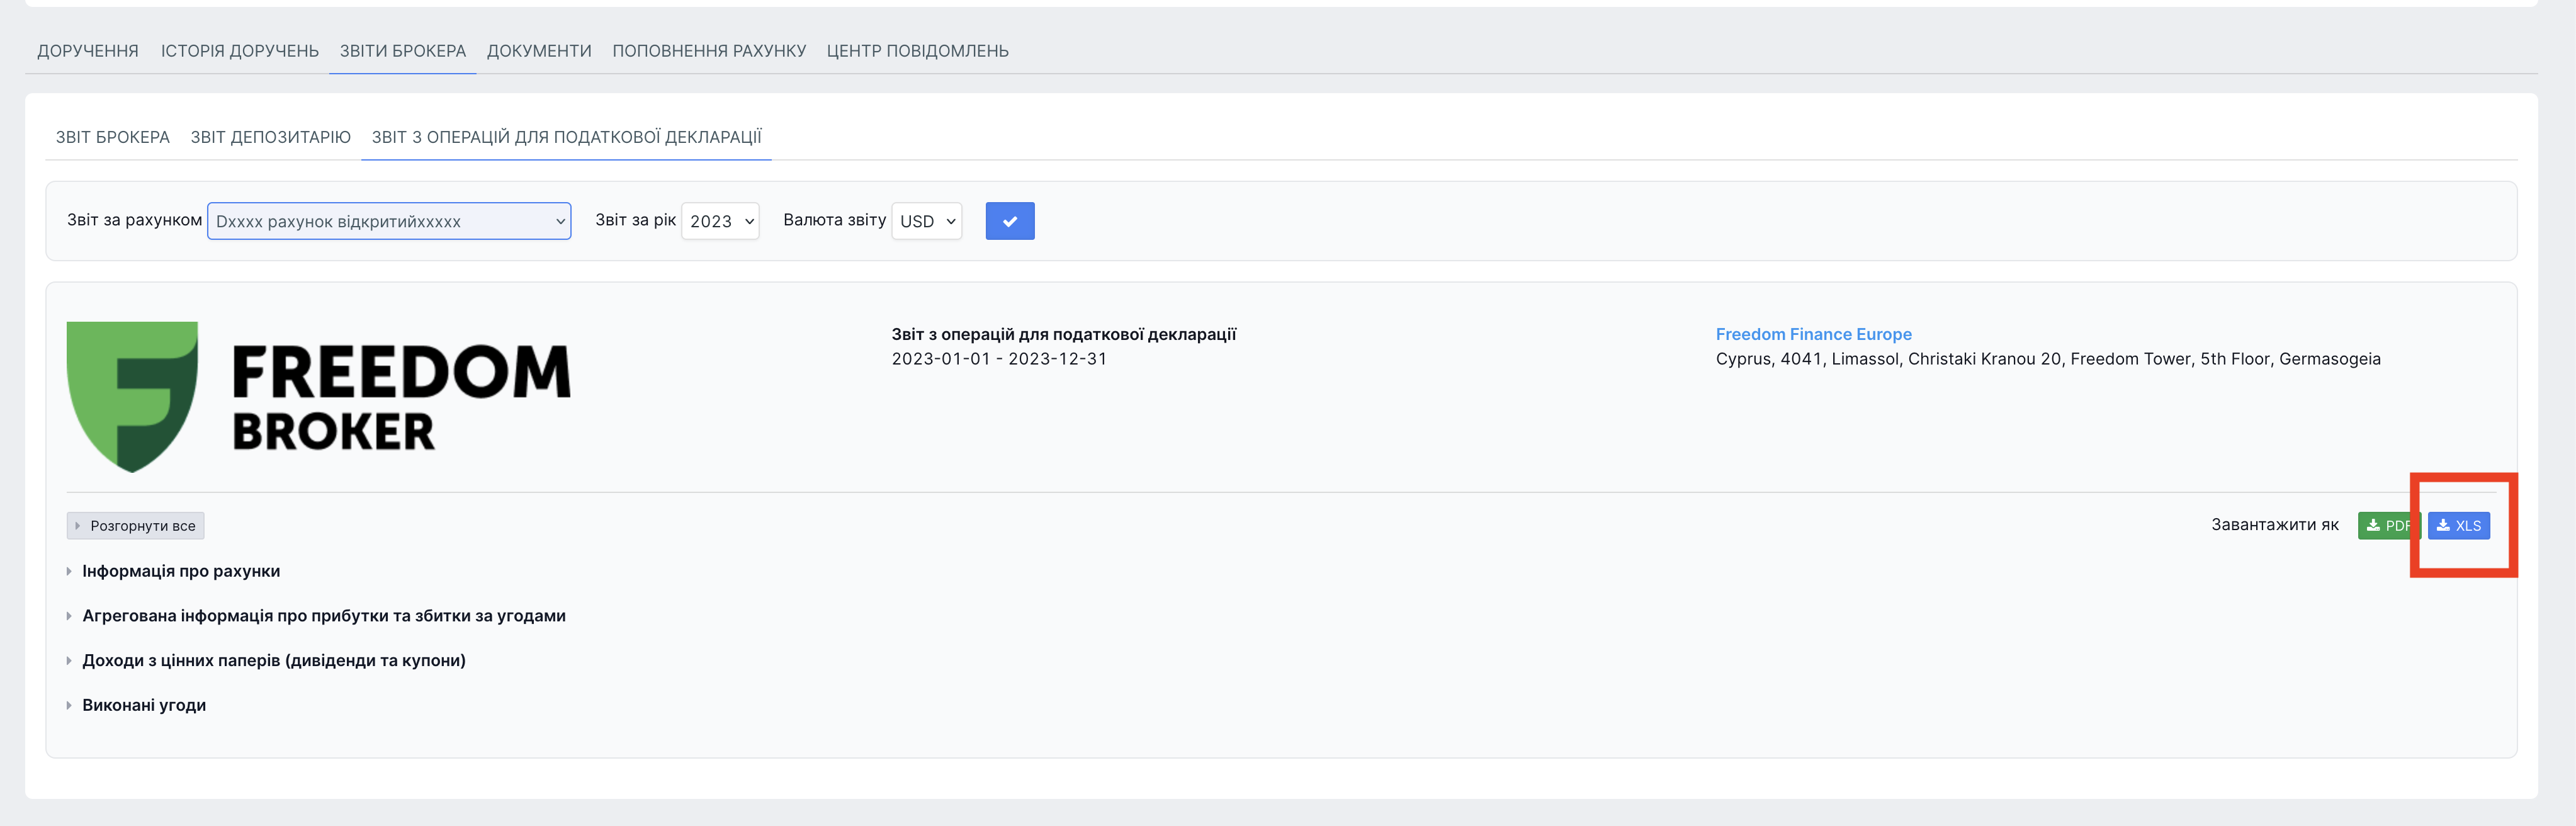 ДОРУЧЕННЯ ІСТОРІЯ ДОРУЧЕНЬ ЗВІТИ БРОКЕРА ДОКУМЕНТИ ПОПОВНЕННЯ РАХУНКУ ЦЕНТР ПОВІДОМЛЕНЬ
ЗВІТ БРОКЕРА ЗВІТ ДЕПОЗИТАРІЮ ЗВІТ З ОПЕРАЦІЙ ДЛЯ ПОДАТКОВОЇ ДЕКЛАРАЦІЇ
Звіт за рахунком Dxxxx рахунок відкритийxxxxx Звіт за рік 2023 Валюта звіту USD
FREEDOM
BROKER
Звіт з операцій для податкової декларації
2023-01-01 - 2023-12-31
Freedom Finance Europe
Cyprus, 4041, Limassol, Christaki Kranou 20, Freedom Tower, 5th Floor, Germasogeia
Розгорнути все Завантажити як PDF XLS
Інформація про рахунки
Агрегована інформація про прибутки та збитки за угодами
Доходи з цінних паперів (дивіденди та купони)
Виконані угоди